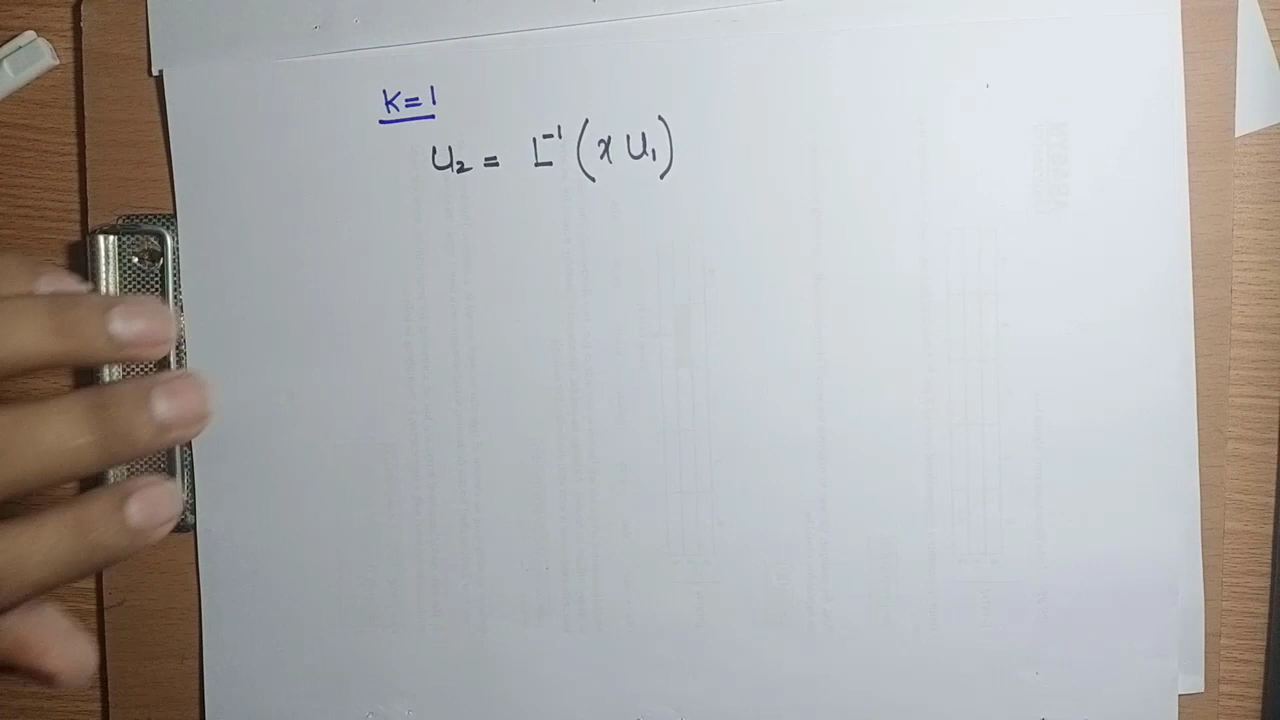 K=1
U₂ = L⁻¹ (x U₁)